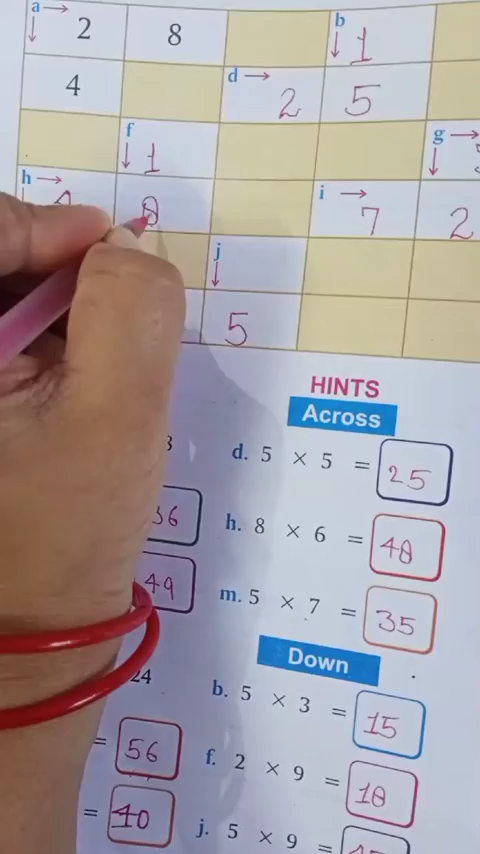 a → 2 8 b ↓ 1
4 d → 2 5
f ↓ 1 g → ↓
h → i → 7 2
8
j ↓
5
HINTS
Across
d. 5 × 5 = 25
36 h. 8 × 6 = 48
49 m. 5 × 7 = 35
Down
24 b. 5 × 3 = 15
= 56 f. 2 × 9 = 18
= 40 j. 5 × 9 =